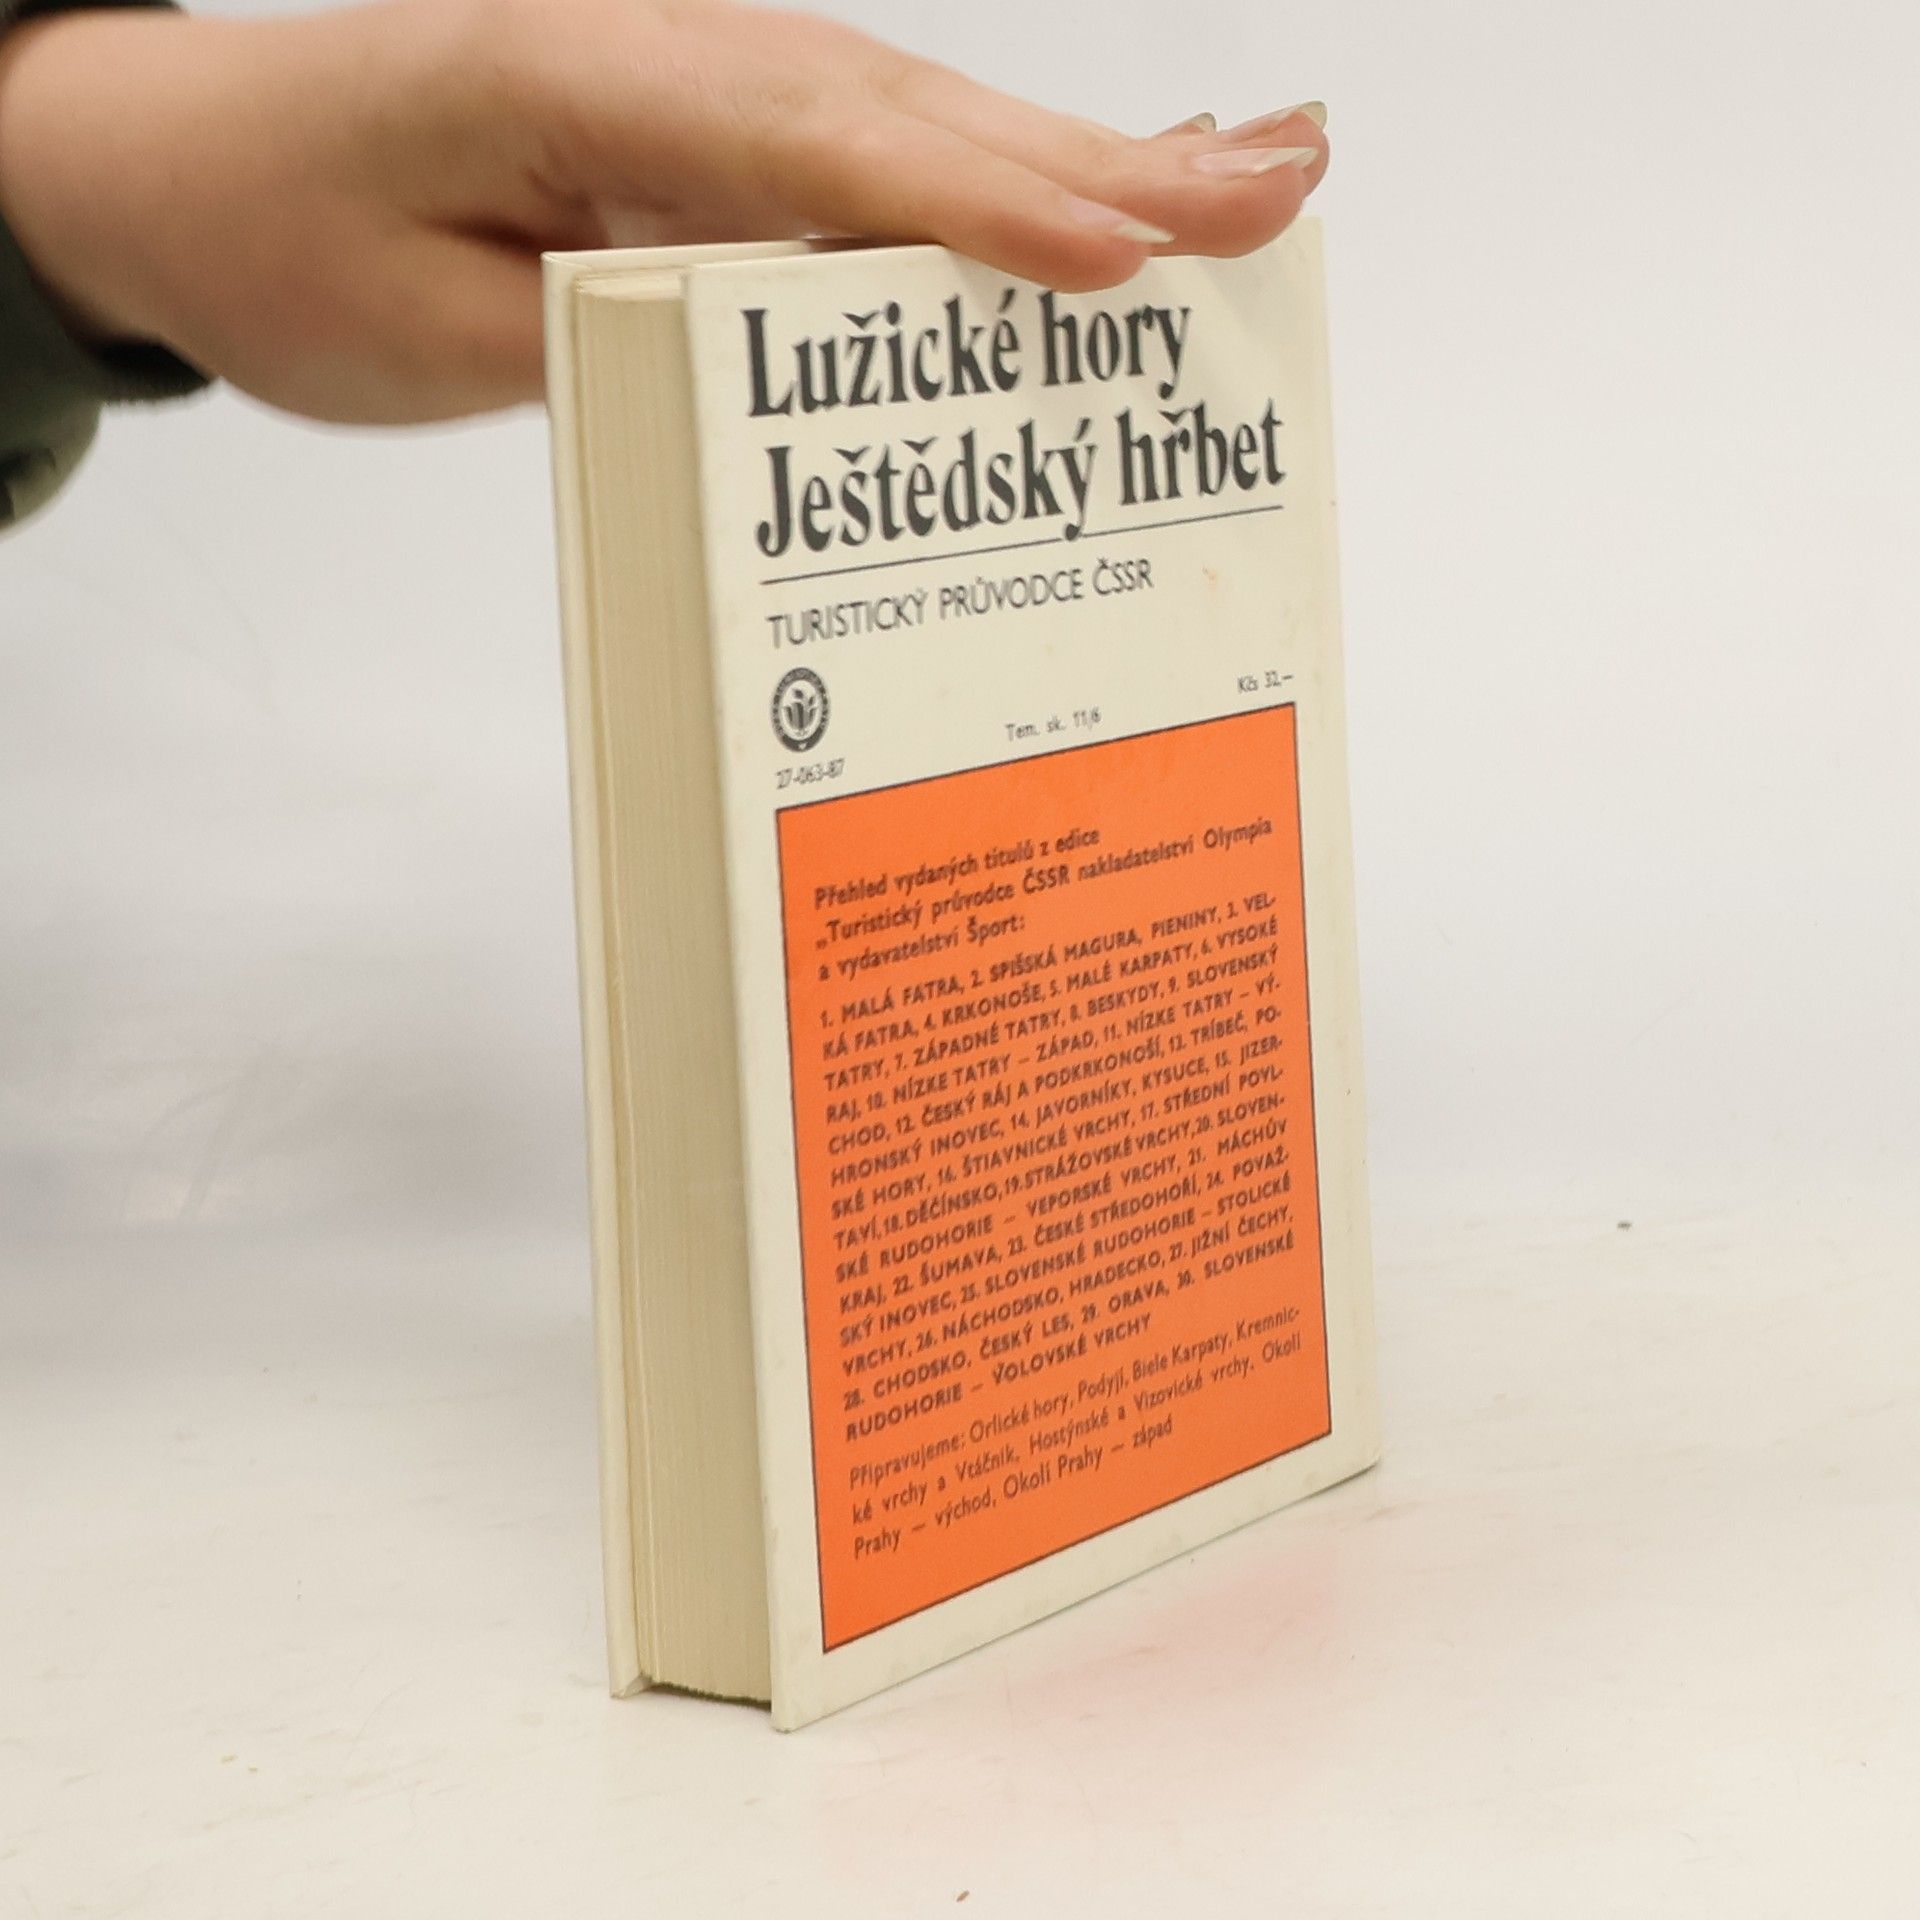 Lužické hory
Ještědský hřbet
TURISTICKÝ PRŮVODCE ČSSR
Kčs 32,–
Tem. sk. 11/6
27-063-87
Přehled vydaných titulů z edice
„Turistický průvodce ČSSR nakladatelství Olympia
a vydavatelství Šport:
1. MALÁ FATRA, 2. SPIŠSKÁ MAGURA, PIENINY, 3. VEL-
KÁ FATRA, 4. KRKONOŠE, 5. MALÉ KARPATY, 6. VYSOKÉ
TATRY, 7. ZÁPADNÉ TATRY, 8. BESKYDY, 9. SLOVENSKÝ
RAJ, 10. NÍZKE TATRY – ZÁPAD, 11. NÍZKE TATRY – VÝ-
CHOD, 12. ČESKÝ RÁJ A PODKRKONOŠÍ, 13. TRÍBEČ, PO-
HRONSKÝ INOVEC, 14. JAVORNÍKY, KYSUCE, 15. JIZER-
SKÉ HORY, 16. ŠTIAVNICKÉ VRCHY, 17. STŘEDNÍ POVL-
TAVÍ, 18. DĚČÍNSKO, 19. STRÁŽOVSKÉ VRCHY, 20. SLOVEN-
SKÉ RUDOHORIE – VEPORSKÉ VRCHY, 21. MÁCHŮV
KRAJ, 22. ŠUMAVA, 23. ČESKÉ STŘEDOHOŘÍ, 24. POVAŽ-
SKÝ INOVEC, 25. SLOVENSKÉ RUDOHORIE – STOLICKÉ
VRCHY, 26. NÁCHODSKO, HRADECKO, 27. JIŽNÍ ČECHY,
28. CHODSKO, ČESKÝ LES, 29. ORAVA, 30. SLOVENSKÉ
RUDOHORIE – VOLOVSKÉ VRCHY
Připravujeme: Orlické hory, Podyjí, Biele Karpaty, Kremnic-
ké vrchy a Vtáčnik, Hostýnské a Vizovické vrchy, Okolí
Prahy – východ, Okolí Prahy – západ